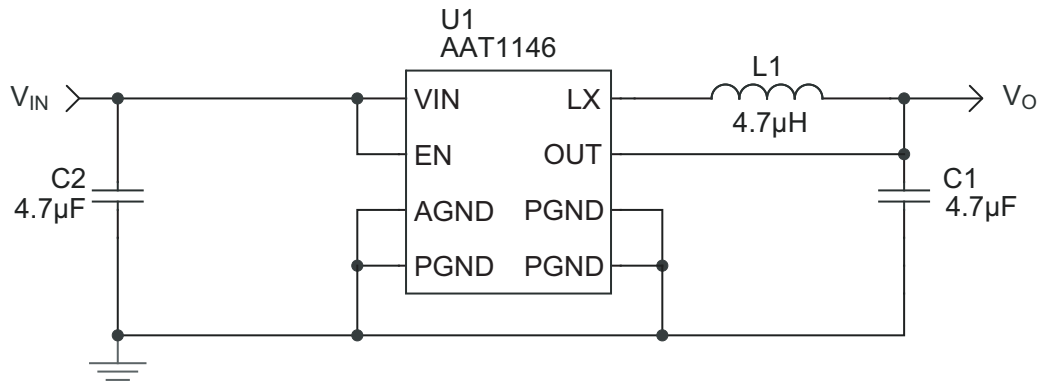 U1
AAT1146
L1
4.7µH
V_IN
VIN
LX
V_O
EN
OUT
C2
4.7µF
C1
4.7µF
AGND
PGND
PGND
PGND